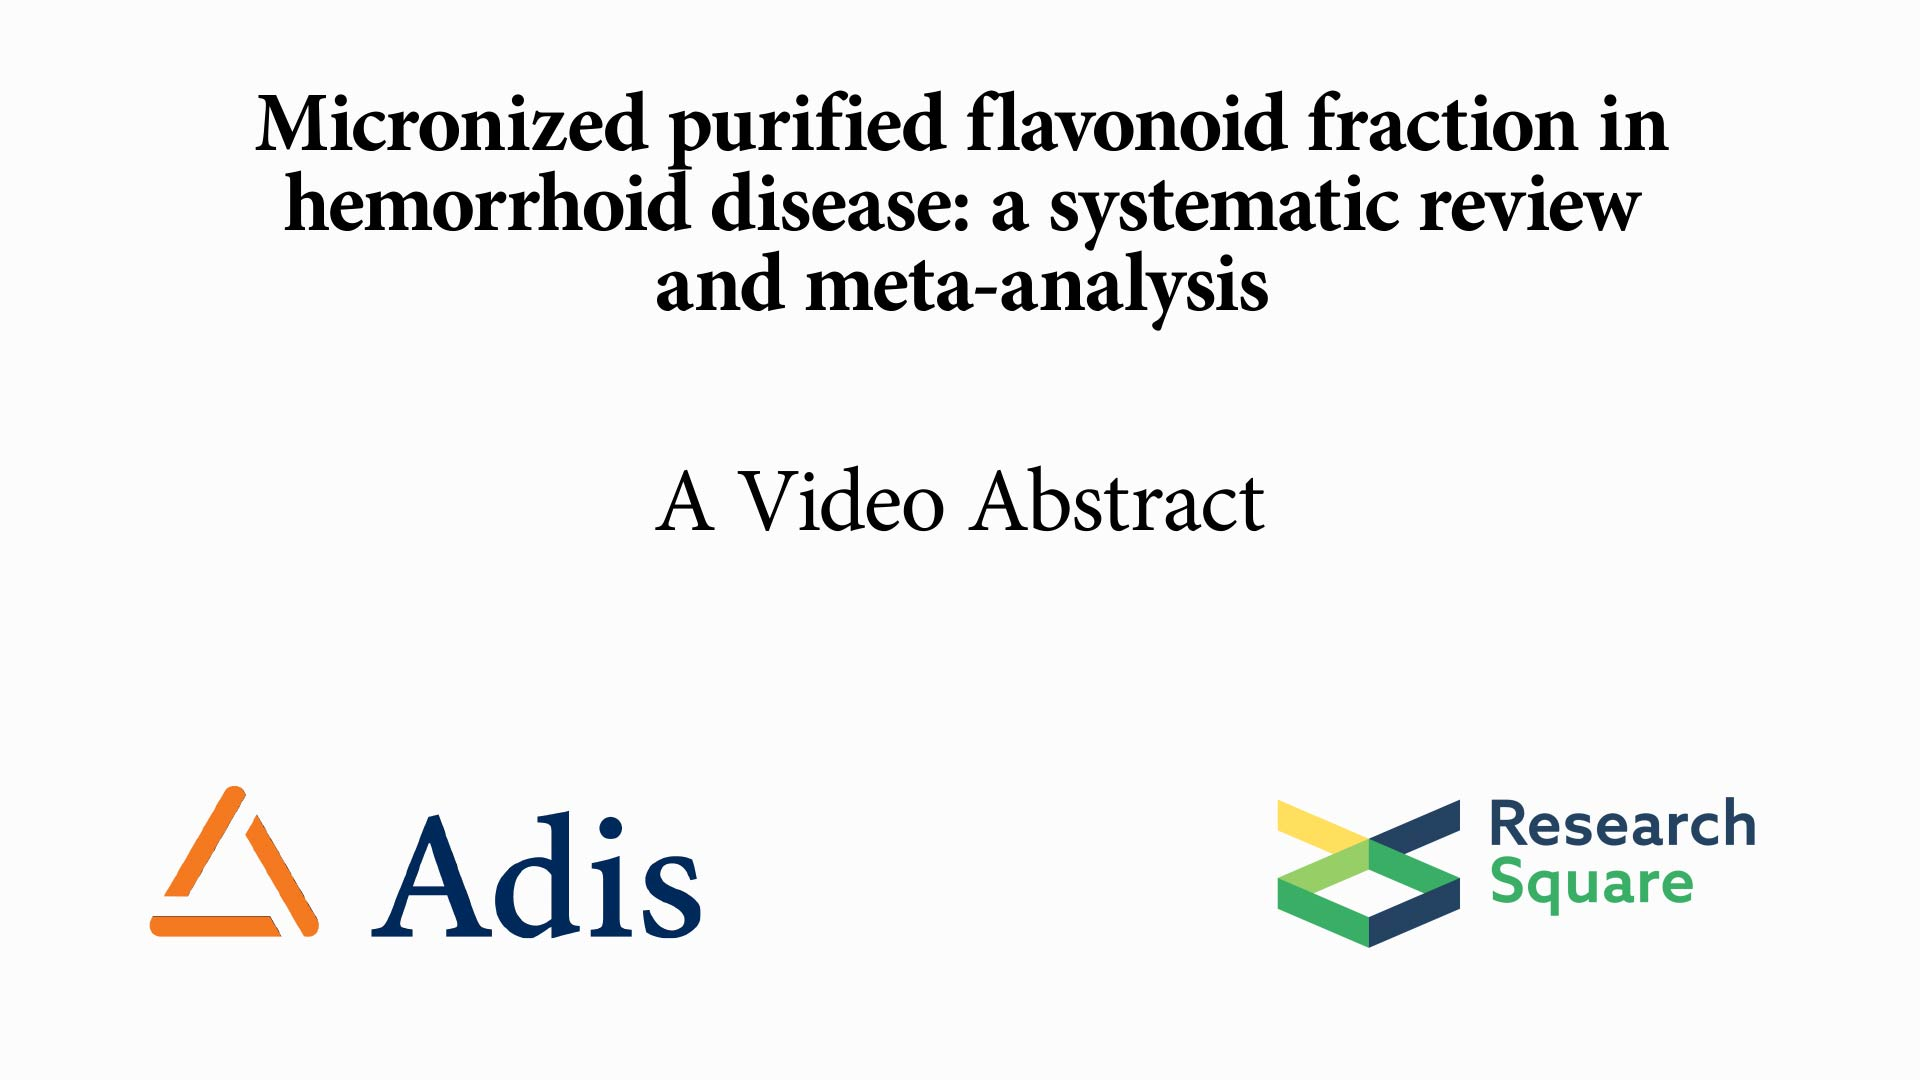 Micronized purified flavonoid fraction in
hemorrhoid disease: a systematic review
and meta-analysis
A Video Abstract
Adis
Research
Square